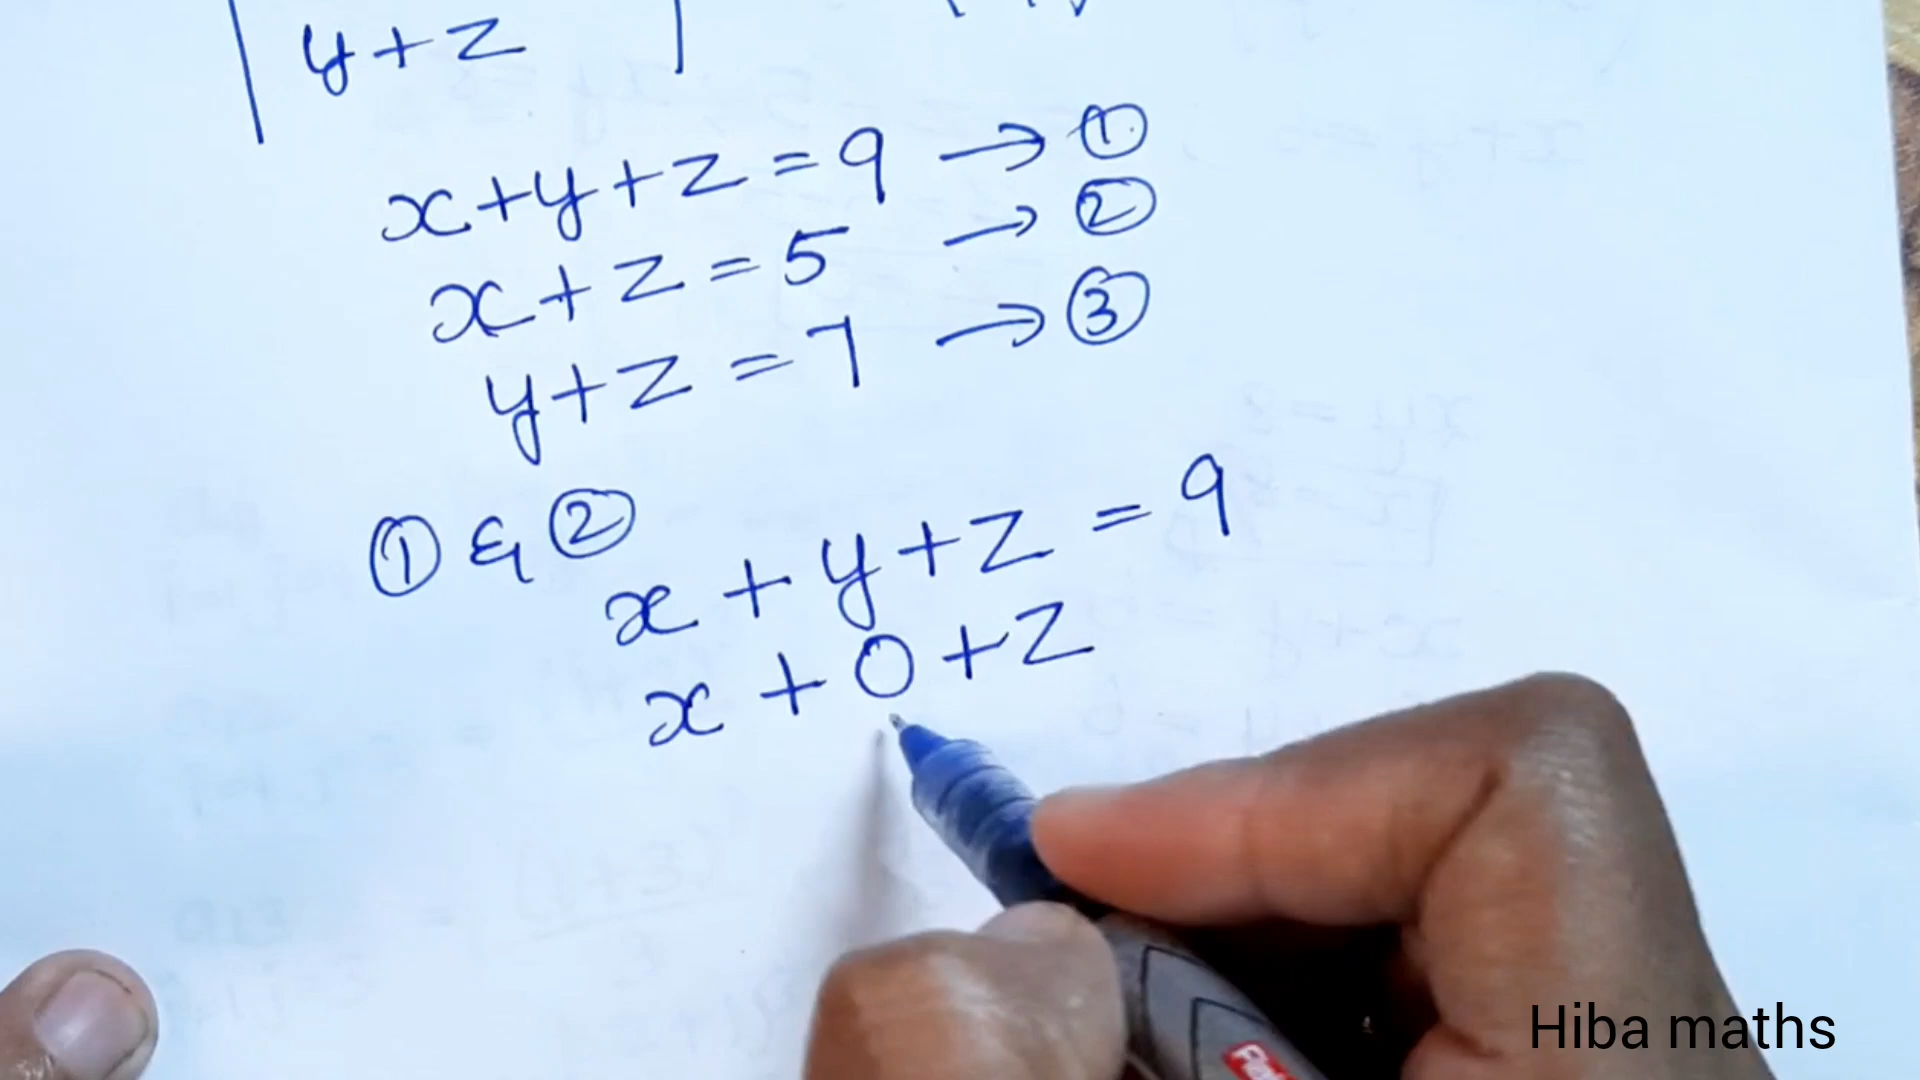 y+z
x+y+z=9 → ①
x+z=5 → ②
y+z=7 → ③
① & ②
x+y+z=9
x+0+z
Hiba maths